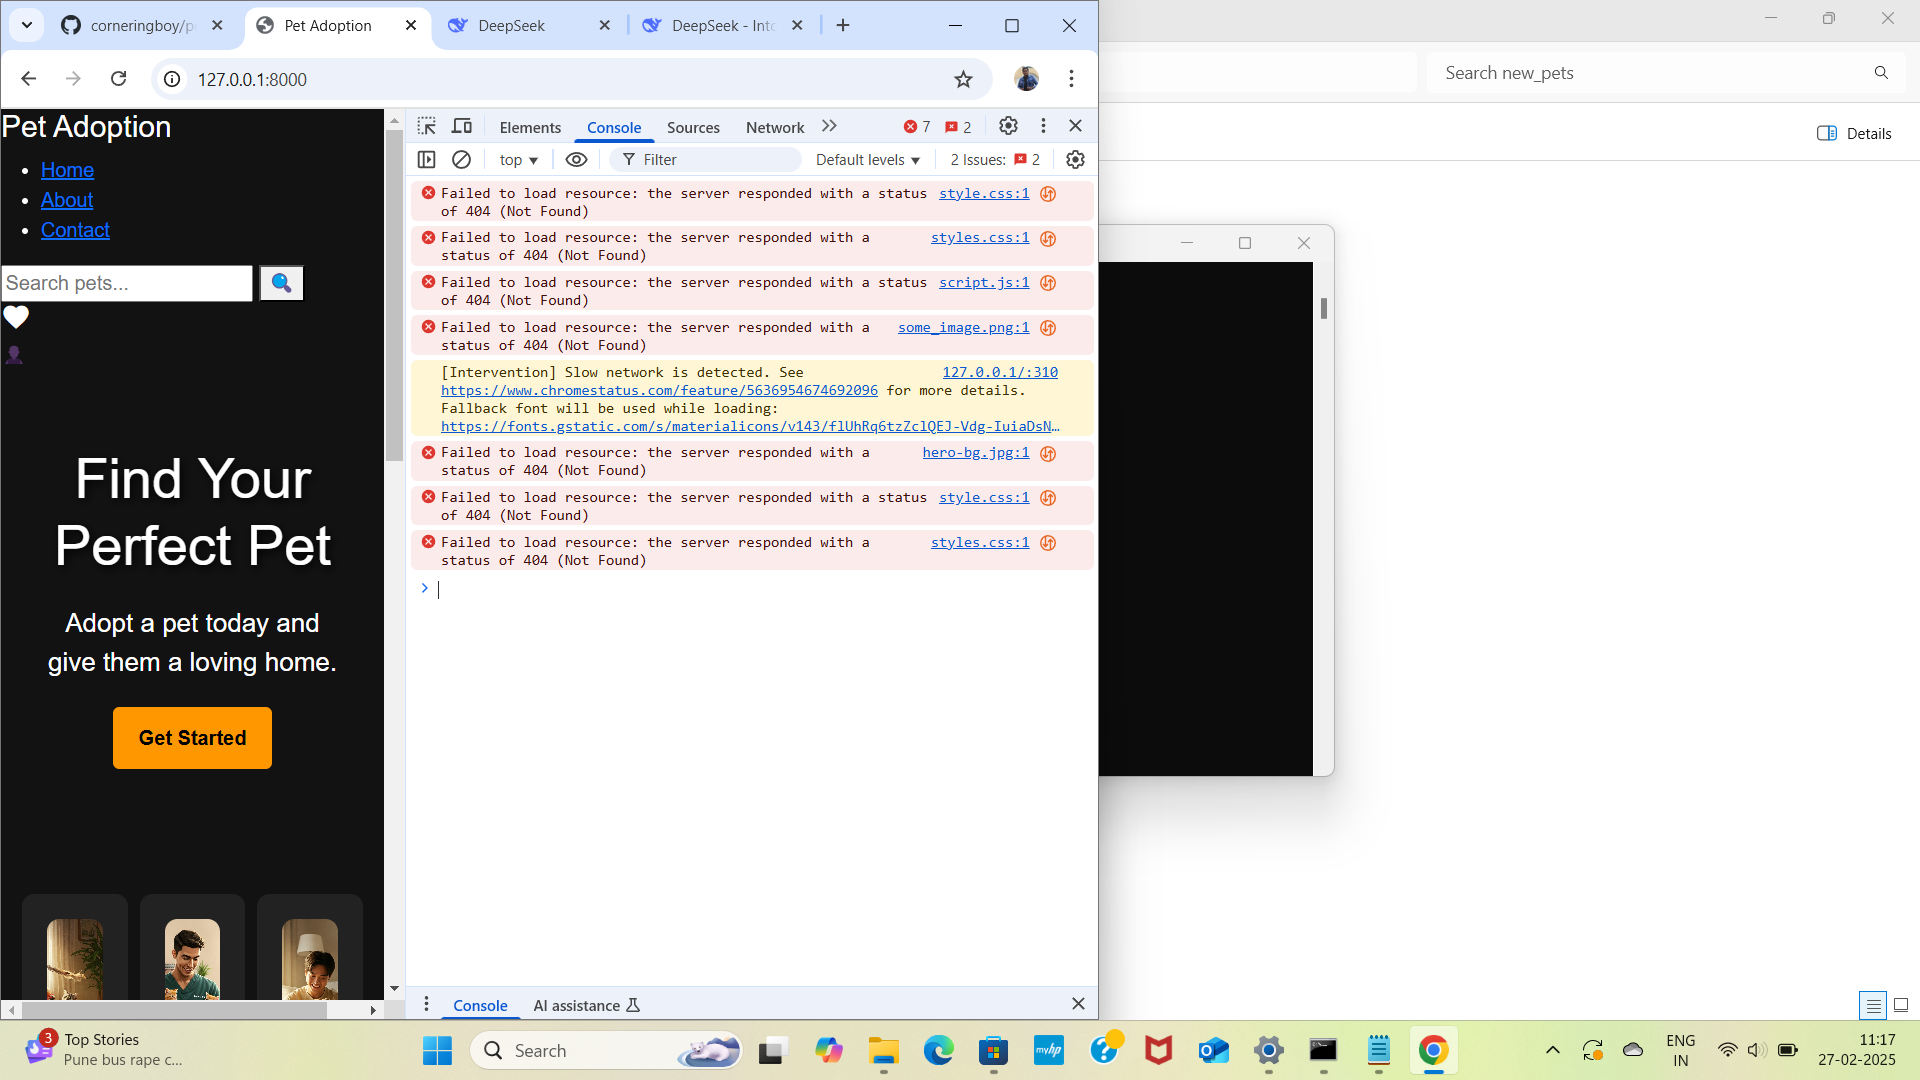 corneringboy/p
Pet Adoption
DeepSeek
DeepSeek - Into
127.0.0.1:8000
Search new_pets
Details
Pet Adoption
Home
About
Contact
Search pets...
Find Your
Perfect Pet
Adopt a pet today and
give them a loving home.
Get Started
Elements
Console
Sources
Network
7
2
top
Filter
Default levels
2 Issues:
2
Failed to load resource: the server responded with a status style.css:1
of 404 (Not Found)
Failed to load resource: the server responded with a styles.css:1
status of 404 (Not Found)
Failed to load resource: the server responded with a status script.js:1
of 404 (Not Found)
Failed to load resource: the server responded with a some_image.png:1
status of 404 (Not Found)
[Intervention] Slow network is detected. See 127.0.0.1/:310
https://www.chromestatus.com/feature/5636954674692096 for more details.
Fallback font will be used while loading:
https://fonts.gstatic.com/s/materialicons/v143/flUhRq6tzZclQEJ-Vdg-IuiaDsN…
Failed to load resource: the server responded with a hero-bg.jpg:1
status of 404 (Not Found)
Failed to load resource: the server responded with a status style.css:1
of 404 (Not Found)
Failed to load resource: the server responded with a styles.css:1
status of 404 (Not Found)
Console
AI assistance
3
Top Stories
Pune bus rape c...
Search
myhp
ENG
IN
11:17
27-02-2025